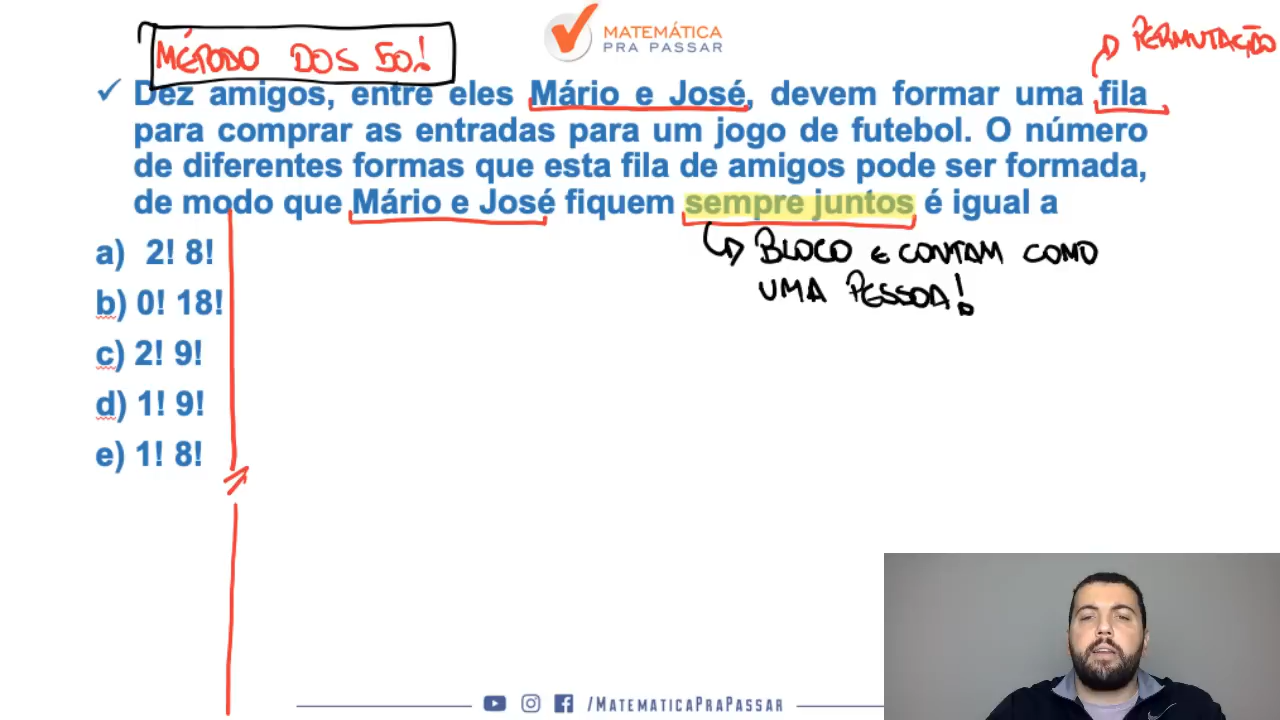 MÉTODO DOS 50!
MATEMÁTICA
PRA PASSAR
PERMUTAÇÃO
✓ Dez amigos, entre eles Mário e José, devem formar uma fila
para comprar as entradas para um jogo de futebol. O número
de diferentes formas que esta fila de amigos pode ser formada,
de modo que Mário e José fiquem sempre juntos é igual a
a) 2! 8!
b) 0! 18!
c) 2! 9!
d) 1! 9!
e) 1! 8!
BLOCO E CONTAM COMO
UMA PESSOA!
/MATEMATICAPRAPASSAR